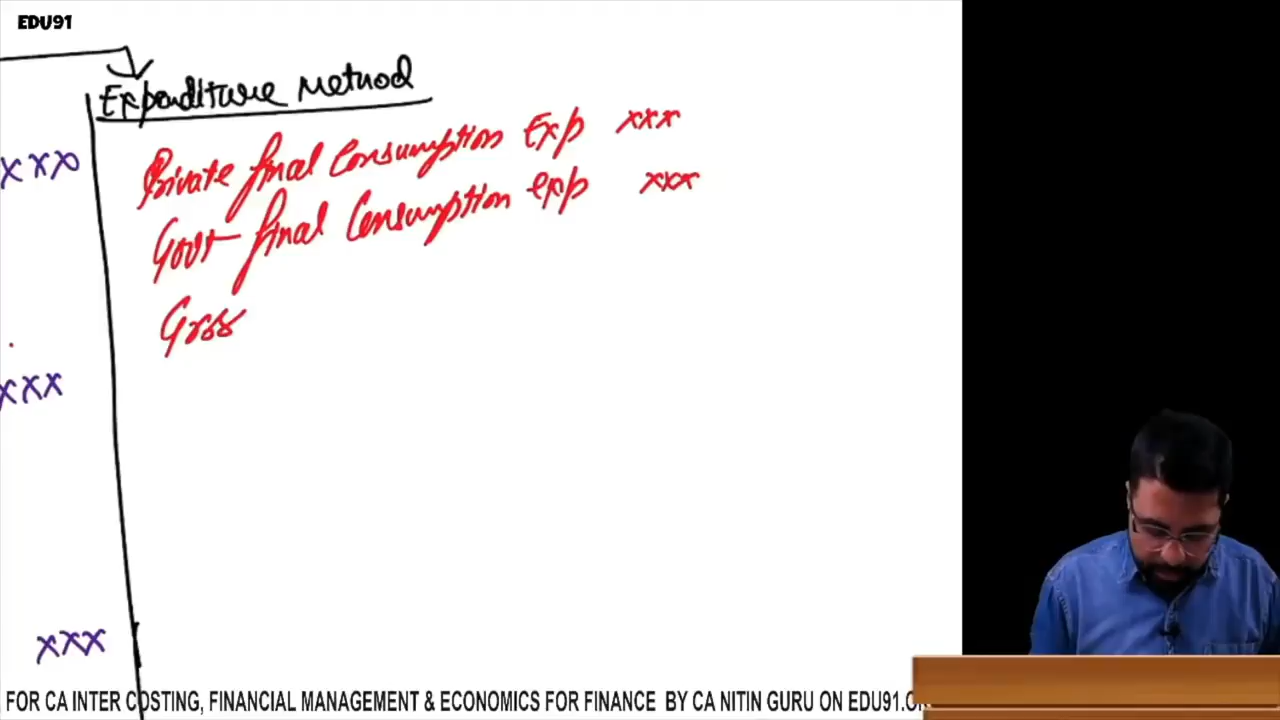 EDU91
Expenditure Method
Private final Consumption Exp xxx
Govt final Consumption exp xxx
Gross
xxx
xxx
xxx
FOR CA INTER COSTING, FINANCIAL MANAGEMENT & ECONOMICS FOR FINANCE BY CA NITIN GURU ON EDU91.OR